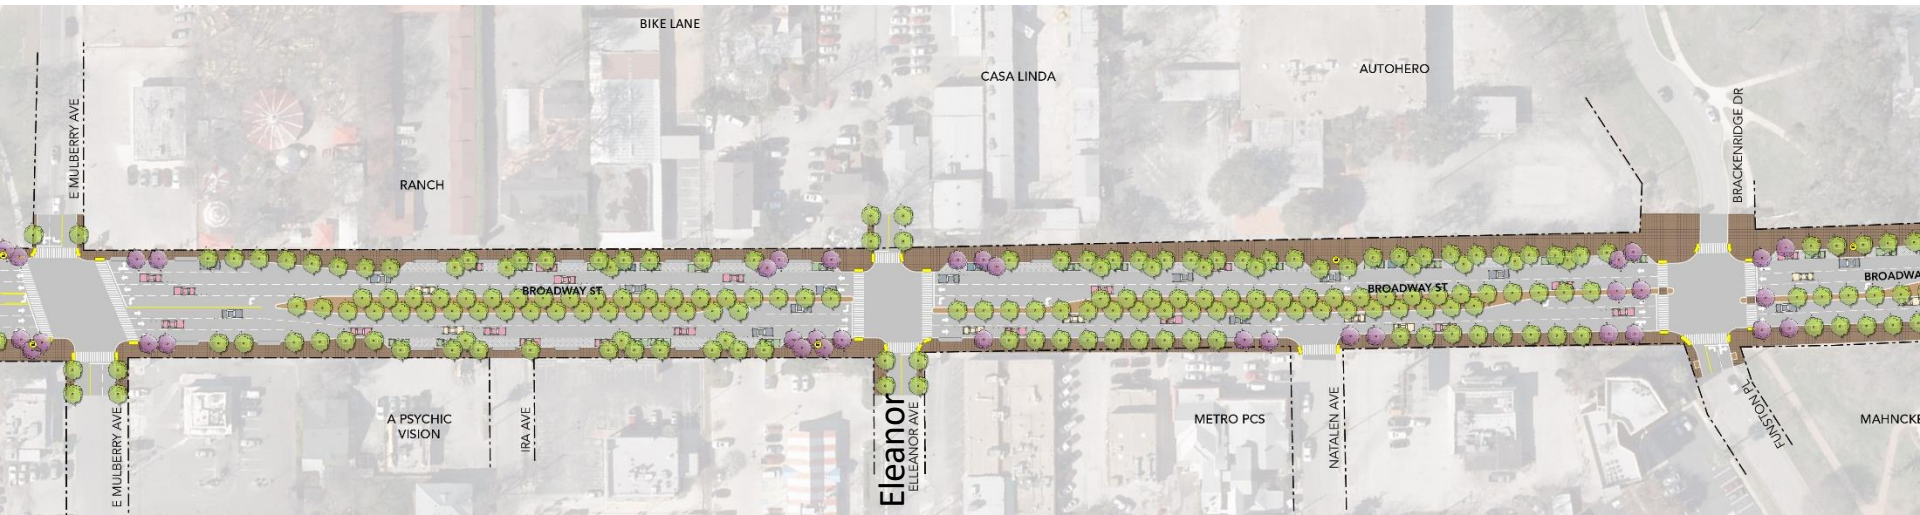 BIKE LANE
CASA LINDA
AUTOHERO
E MULBERRY AVE
BRACKENRIDGE DR
RANCH
BROADWAY ST
BROADWAY ST
BROADWA
A PSYCHIC
VISION
IRA AVE
E MULBERRY AVE
Eleanor
ELLEANOR AVE
METRO PCS
NATALEN AVE
FUNSTON PL
MAHNCKE